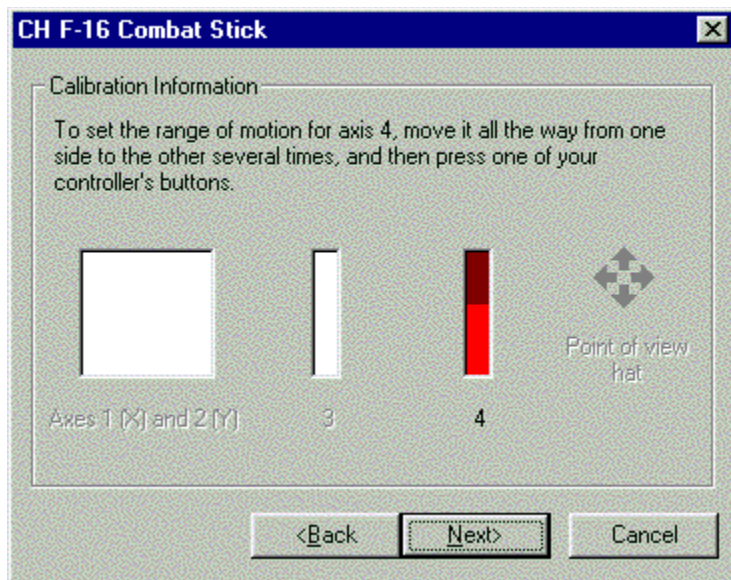 CH F-16 Combat Stick
Calibration Information
To set the range of motion for axis 4, move it all the way from one
side to the other several times, and then press one of your
controller's buttons.
Point of view
hat
Axes 1 (X) and 2 (Y)
3
4
<Back
Next>
Cancel